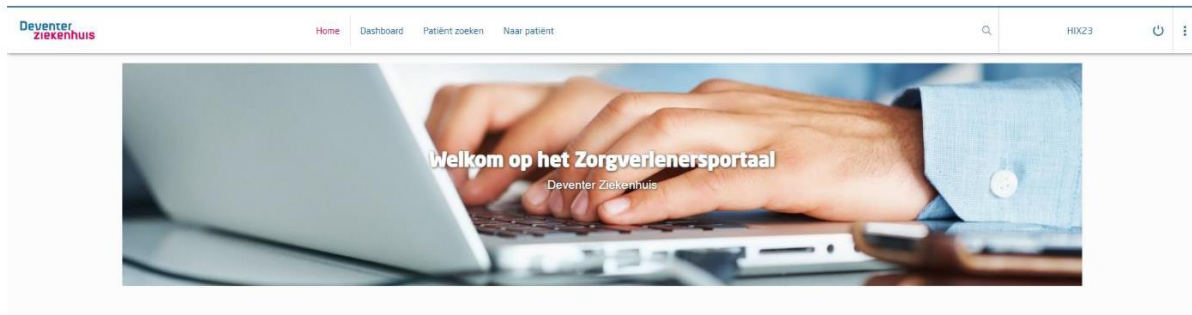 Deventer
ziekenhuis
Home
Dashboard
Patiënt zoeken
Naar patiënt
HIX23
Welkom op het Zorgverlenersportaal
Deventer Ziekenhuis